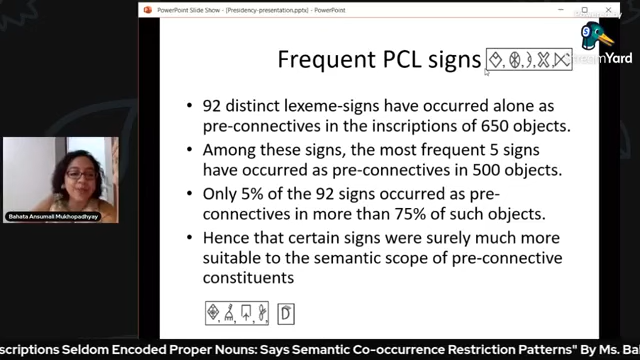 PowerPoint Slide Show - [Presidency-presentation.pptx] - PowerPoint
StreamYard
Frequent PCL signs
• 92 distinct lexeme-signs have occurred alone as
pre-connectives in the inscriptions of 650 objects.
• Among these signs, the most frequent 5 signs
have occurred as pre-connectives in 500 objects.
• Only 5% of the 92 signs occurred as pre-
connectives in more than 75% of such objects.
• Hence that certain signs were surely much more
suitable to the semantic scope of pre-connective
constituents
Bahata Ansumali Mukhopadhyay
scriptions Seldom Encoded Proper Nouns: Says Semantic Co-occurrence Restriction Patterns" By Ms. Ba